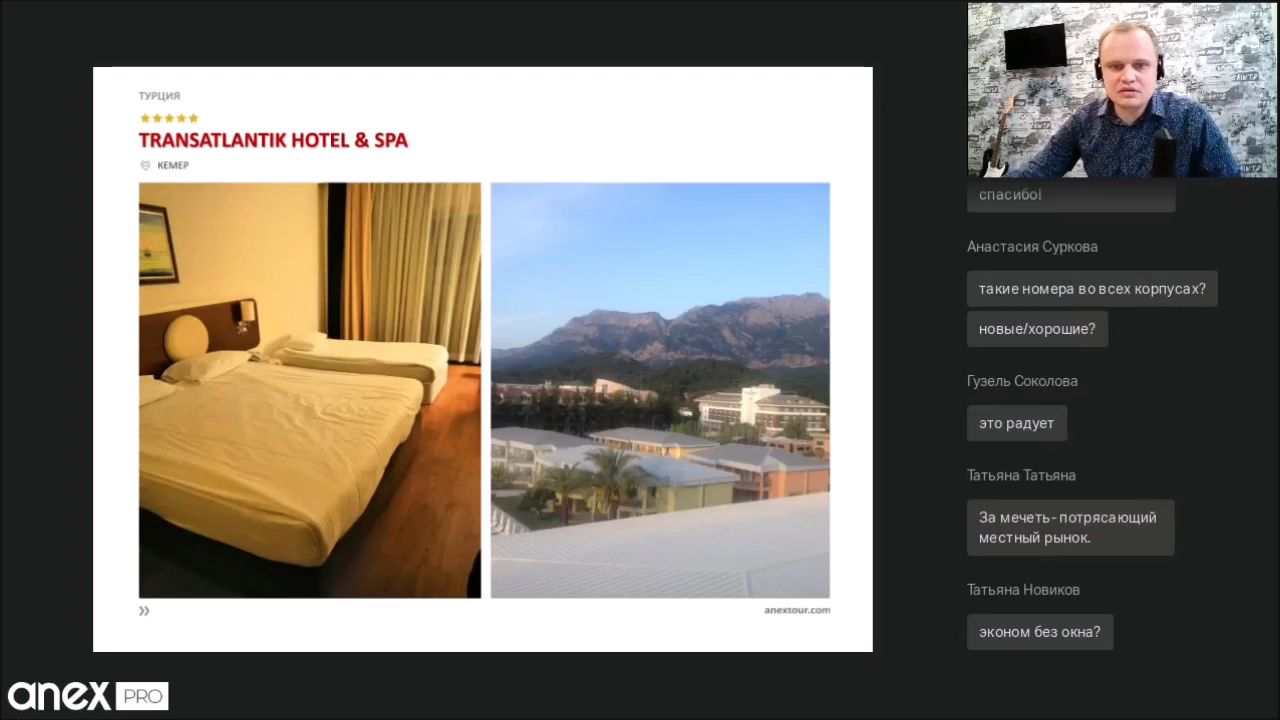 ТУРЦИЯ
TRANSATLANTIK HOTEL & SPA
КЕМЕР
anextour.com
anex PRO
спасибо!
Анастасия Суркова
такие номера во всех корпусах?
новые/хорошие?
Гузель Соколова
это радует
Татьяна Татьяна
За мечеть- потрясающий
местный рынок.
Татьяна Новиков
эконом без окна?